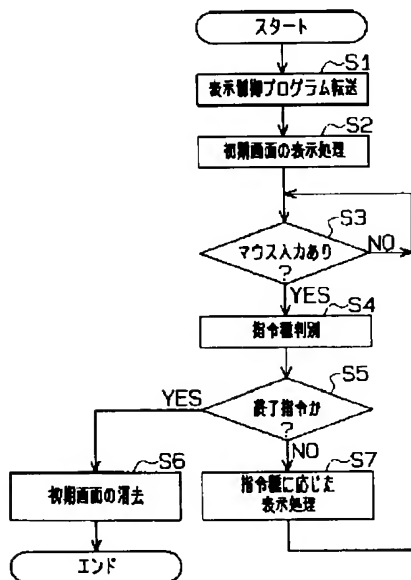 スタート
S1
表示制御プログラム転送
S2
初期画面の表示処理
S3
マウス入力あり
?
NO
YES
S4
指令種判別
S5
終了指令か
?
YES
NO
S6
初期画面の消去
S7
指令種に応じた
表示処理
エンド